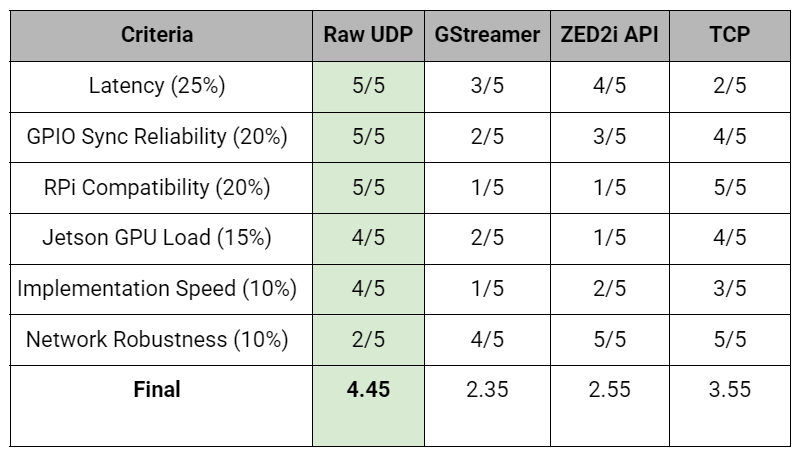 Criteria Raw UDP GStreamer ZED2i API TCP
Latency (25%) 5/5 3/5 4/5 2/5
GPIO Sync Reliability (20%) 5/5 2/5 3/5 4/5
RPi Compatibility (20%) 5/5 1/5 1/5 5/5
Jetson GPU Load (15%) 4/5 2/5 1/5 4/5
Implementation Speed (10%) 4/5 1/5 2/5 3/5
Network Robustness (10%) 2/5 4/5 5/5 5/5
Final 4.45 2.35 2.55 3.55